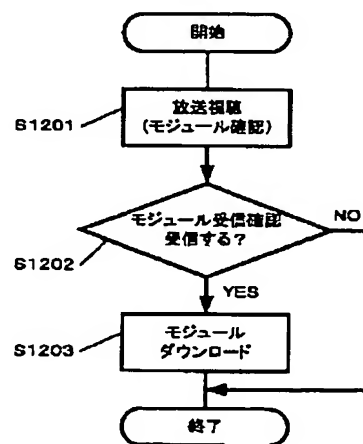 開始
S1201
放送視聴
(モジュール確認)
モジュール受信確認
受信する?
NO
S1202
YES
S1203
モジュール
ダウンロード
終了